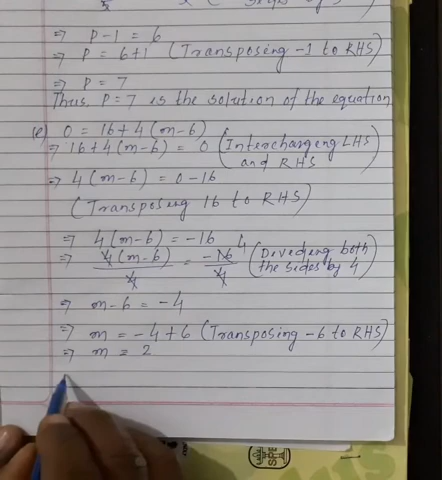 ⇒ P-1 = 6
⇒ P = 6+1 (Transposing -1 to RHS)
⇒ P = 7
Thus, P=7 is the solution of the equation
(e) 0 = 16+4(m-6)
⇒ 16+4(m-6) = 0 (Interchanging LHS and RHS
⇒ 4(m-6) = 0-16
(Transposing 16 to RHS)
⇒ 4(m-6) = -16
⇒ 4(m-6)/4 = -16/4 4 (Dividing both the sides by 4)
⇒ m-6 = -4
⇒ m = -4+6 (Transposing -6 to RHS)
⇒ m = 2